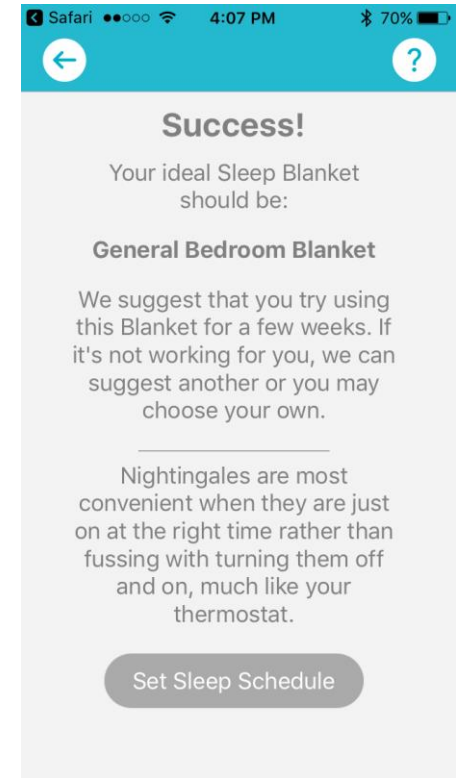 Safari 4:07 PM 70%
?
Success!
Your ideal Sleep Blanket
should be:
General Bedroom Blanket
We suggest that you try using
this Blanket for a few weeks. If
it's not working for you, we can
suggest another or you may
choose your own.
Nightingales are most
convenient when they are just
on at the right time rather than
fussing with turning them off
and on, much like your
thermostat.
Set Sleep Schedule